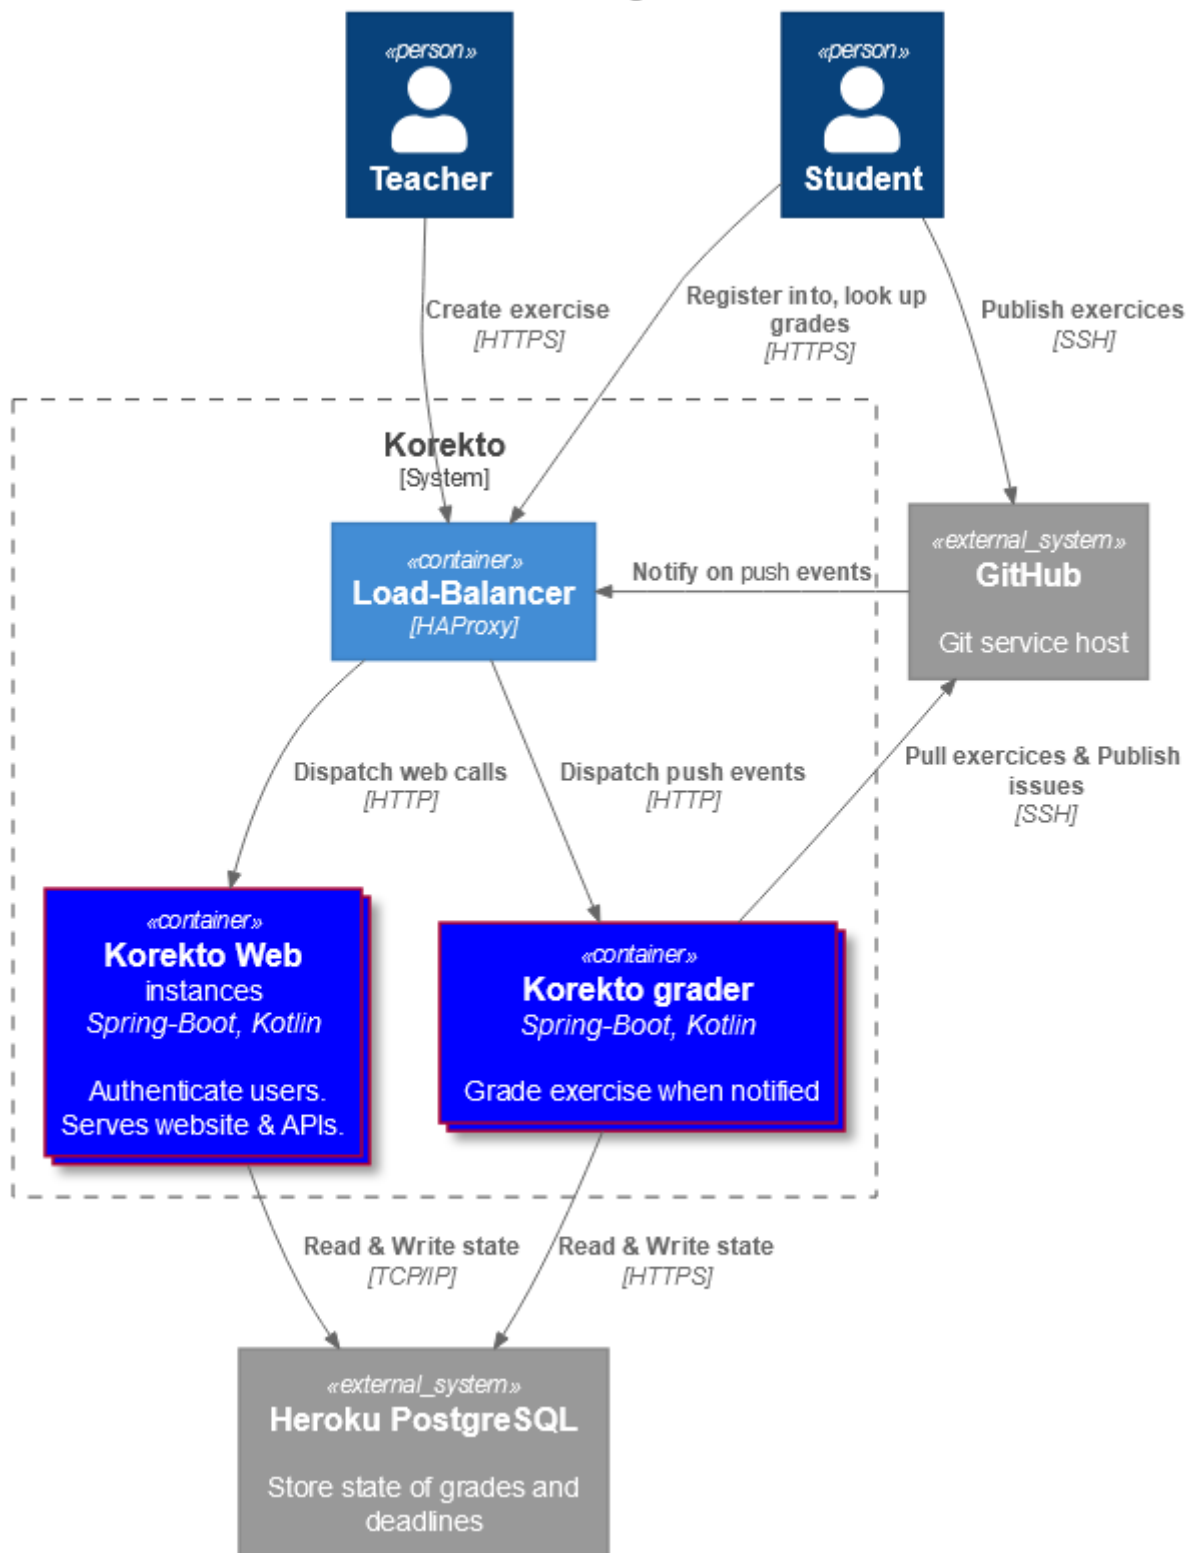 «person»
Teacher
«person»
Student
Create exercise
[HTTPS]
Register into, look up
grades
[HTTPS]
Publish exercices
[SSH]
Korekto
[System]
«container»
Load-Balancer
[HAProxy]
Notify on push events
«external_system»
GitHub
Git service host
Dispatch web calls
[HTTP]
Dispatch push events
[HTTP]
Pull exercices & Publish
issues
[SSH]
«container»
Korekto Web
instances
Spring-Boot, Kotlin
Authenticate users.
Serves website & APIs.
«container»
Korekto grader
Spring-Boot, Kotlin
Grade exercise when notified
Read & Write state
[TCP/IP]
Read & Write state
[HTTPS]
«external_system»
Heroku PostgreSQL
Store state of grades and
deadlines